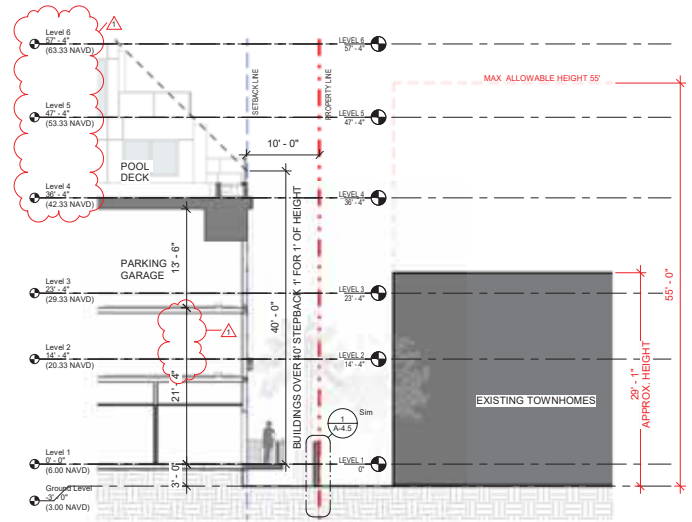 Level 6
57' - 4"
(63.33 NAVD)
1
LEVEL 6
57' - 4"
SETBACK LINE
PROPERTY LINE
MAX ALLOWABLE HEIGHT 55'
Level 5
47' - 4"
(53.33 NAVD)
LEVEL 5
47' - 4"
10' - 0"
POOL
DECK
Level 4
36' - 4"
(42.33 NAVD)
LEVEL 4
36' - 4"
PARKING
GARAGE
13' - 6"
40' - 0"
BUILDINGS OVER 40' STEPBACK 1' FOR 1' OF HEIGHT
Level 3
23' - 4"
(29.33 NAVD)
LEVEL 3
23' - 4"
55' - 0"
1
Level 2
14' - 4"
(20.33 NAVD)
LEVEL 2
14' - 4"
21' - 4"
29' - 1"
APPROX. HEIGHT
EXISTING TOWNHOMES
1
A-4.5
Sim
Level 1
0' - 0"
(6.00 NAVD)
LEVEL 1
0"
3' - 0"
Ground Level
-3' - 0"
(3.00 NAVD)